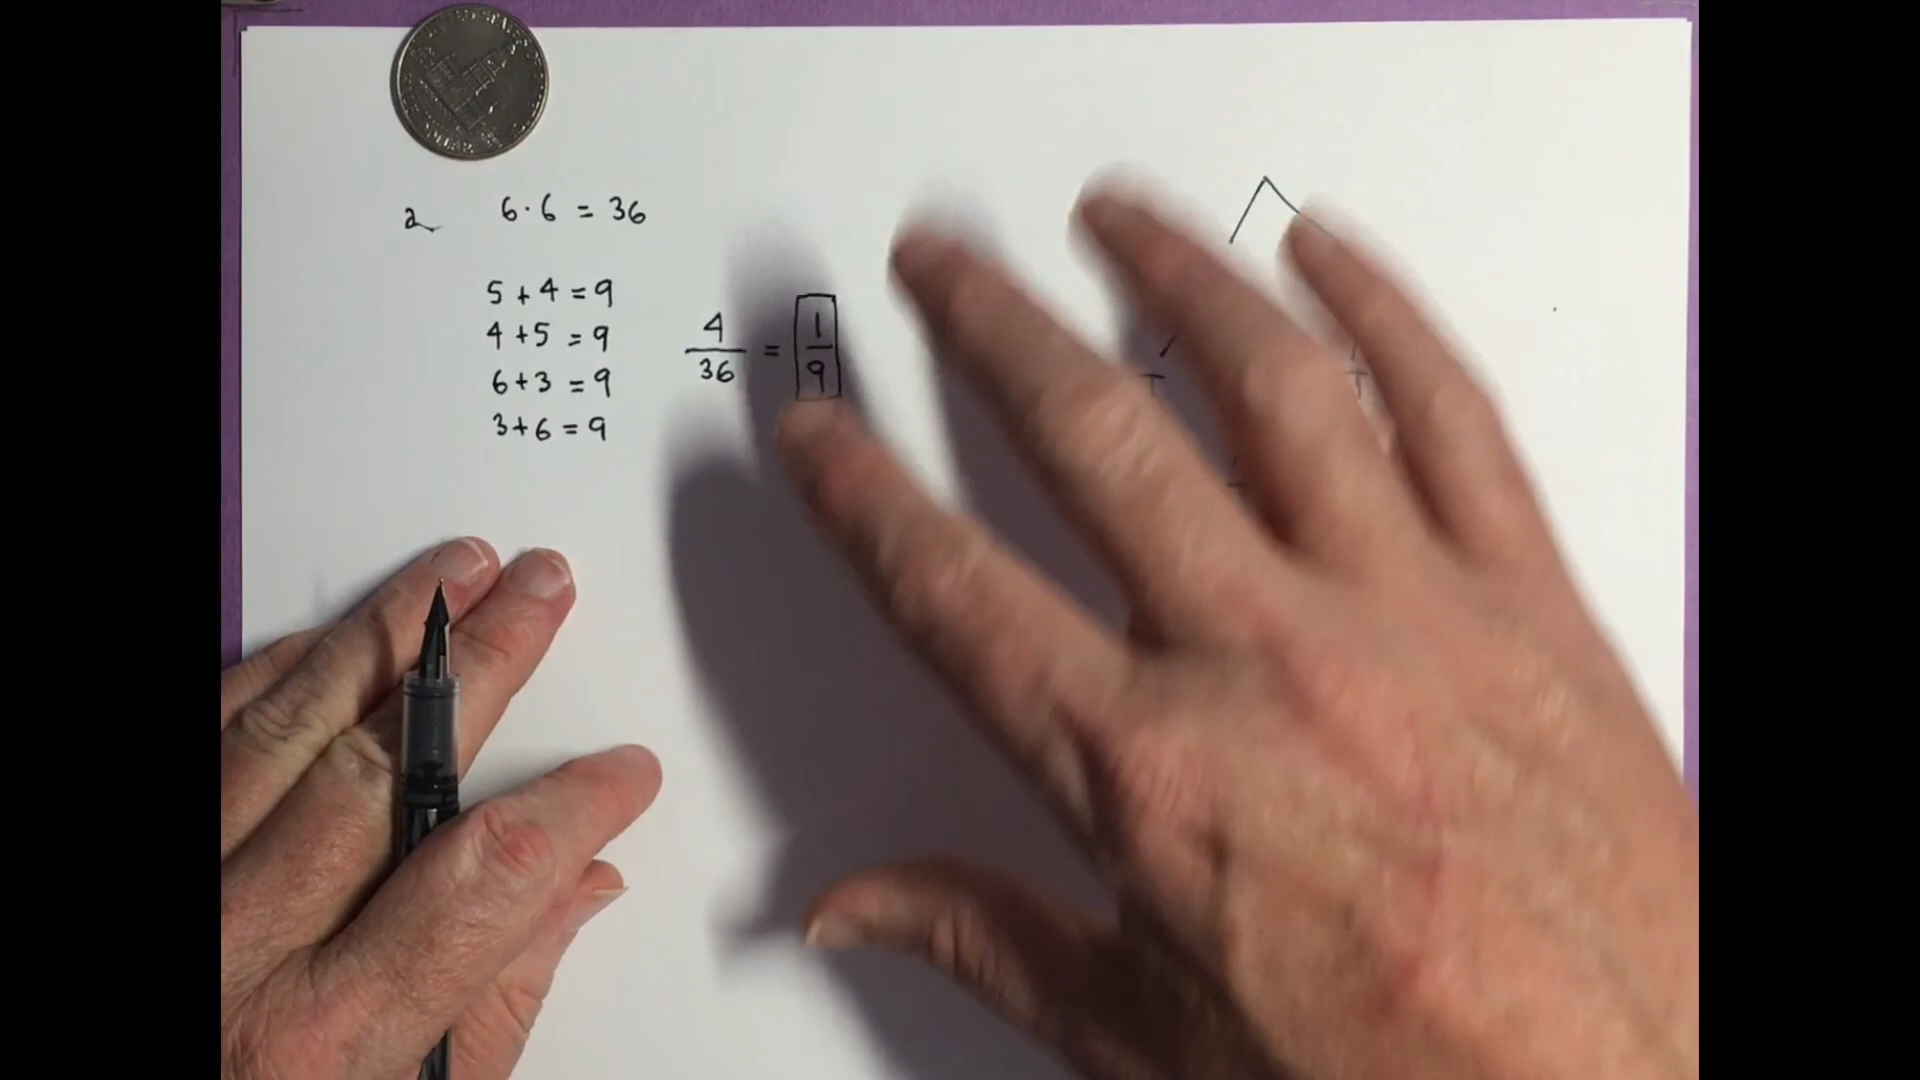 2 6·6 = 36
5 + 4 = 9
4 + 5 = 9
6 + 3 = 9
3 + 6 = 9
4/36 = 1/9
T T